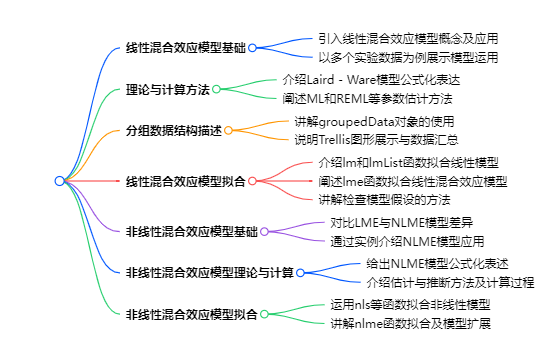 线性混合效应模型基础
引入线性混合效应模型概念及应用
以多个实验数据为例展示模型运用
理论与计算方法
介绍Laird - Ware模型公式化表达
阐述ML和REML等参数估计方法
分组数据结构描述
讲解groupedData对象的使用
说明Trellis图形展示与数据汇总
线性混合效应模型拟合
介绍lm和lmList函数拟合线性模型
阐述lme函数拟合线性混合效应模型
讲解检查模型假设的方法
非线性混合效应模型基础
对比LME与NLME模型差异
通过实例介绍NLME模型应用
非线性混合效应模型理论与计算
给出NLME模型公式化表述
介绍估计与推断方法及计算过程
非线性混合效应模型拟合
运用nls等函数拟合非线性模型
讲解nlme函数拟合及模型扩展